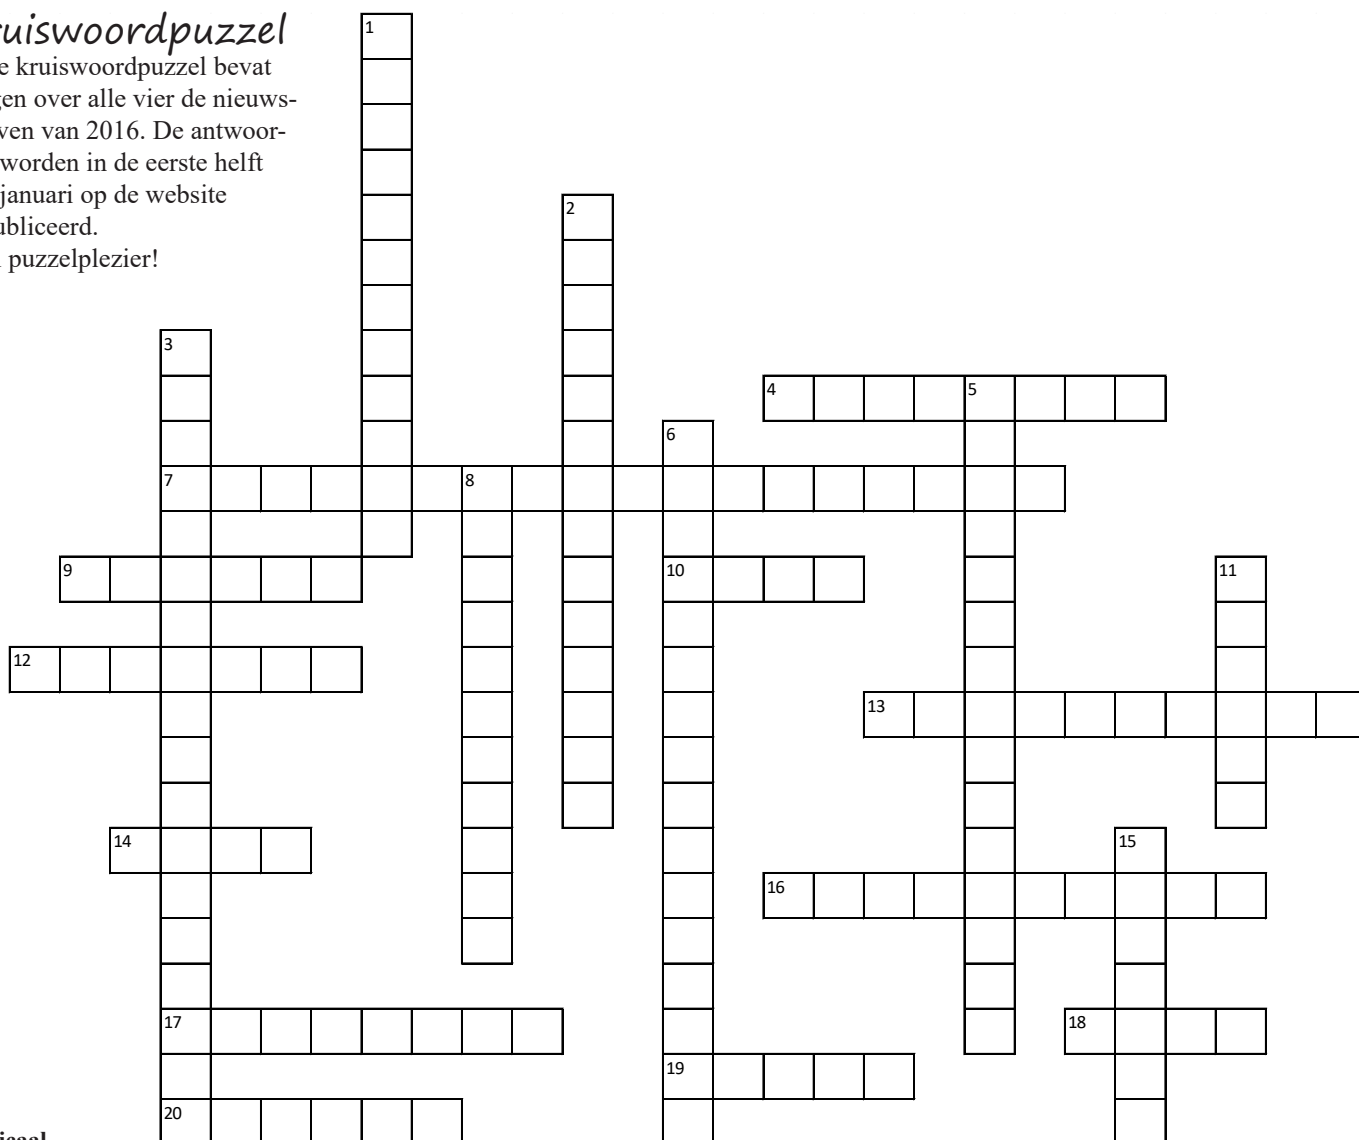 ruiswoordpuzzel
e kruiswoordpuzzel bevat
gen over alle vier de nieuws-
ven van 2016. De antwoor-
worden in de eerste helft
januari op de website
ubliceerd.
puzzelplezier!
1
2
3
4 5
6
7 8
9 10 11
12
13
14 15
16
17 18
19
20